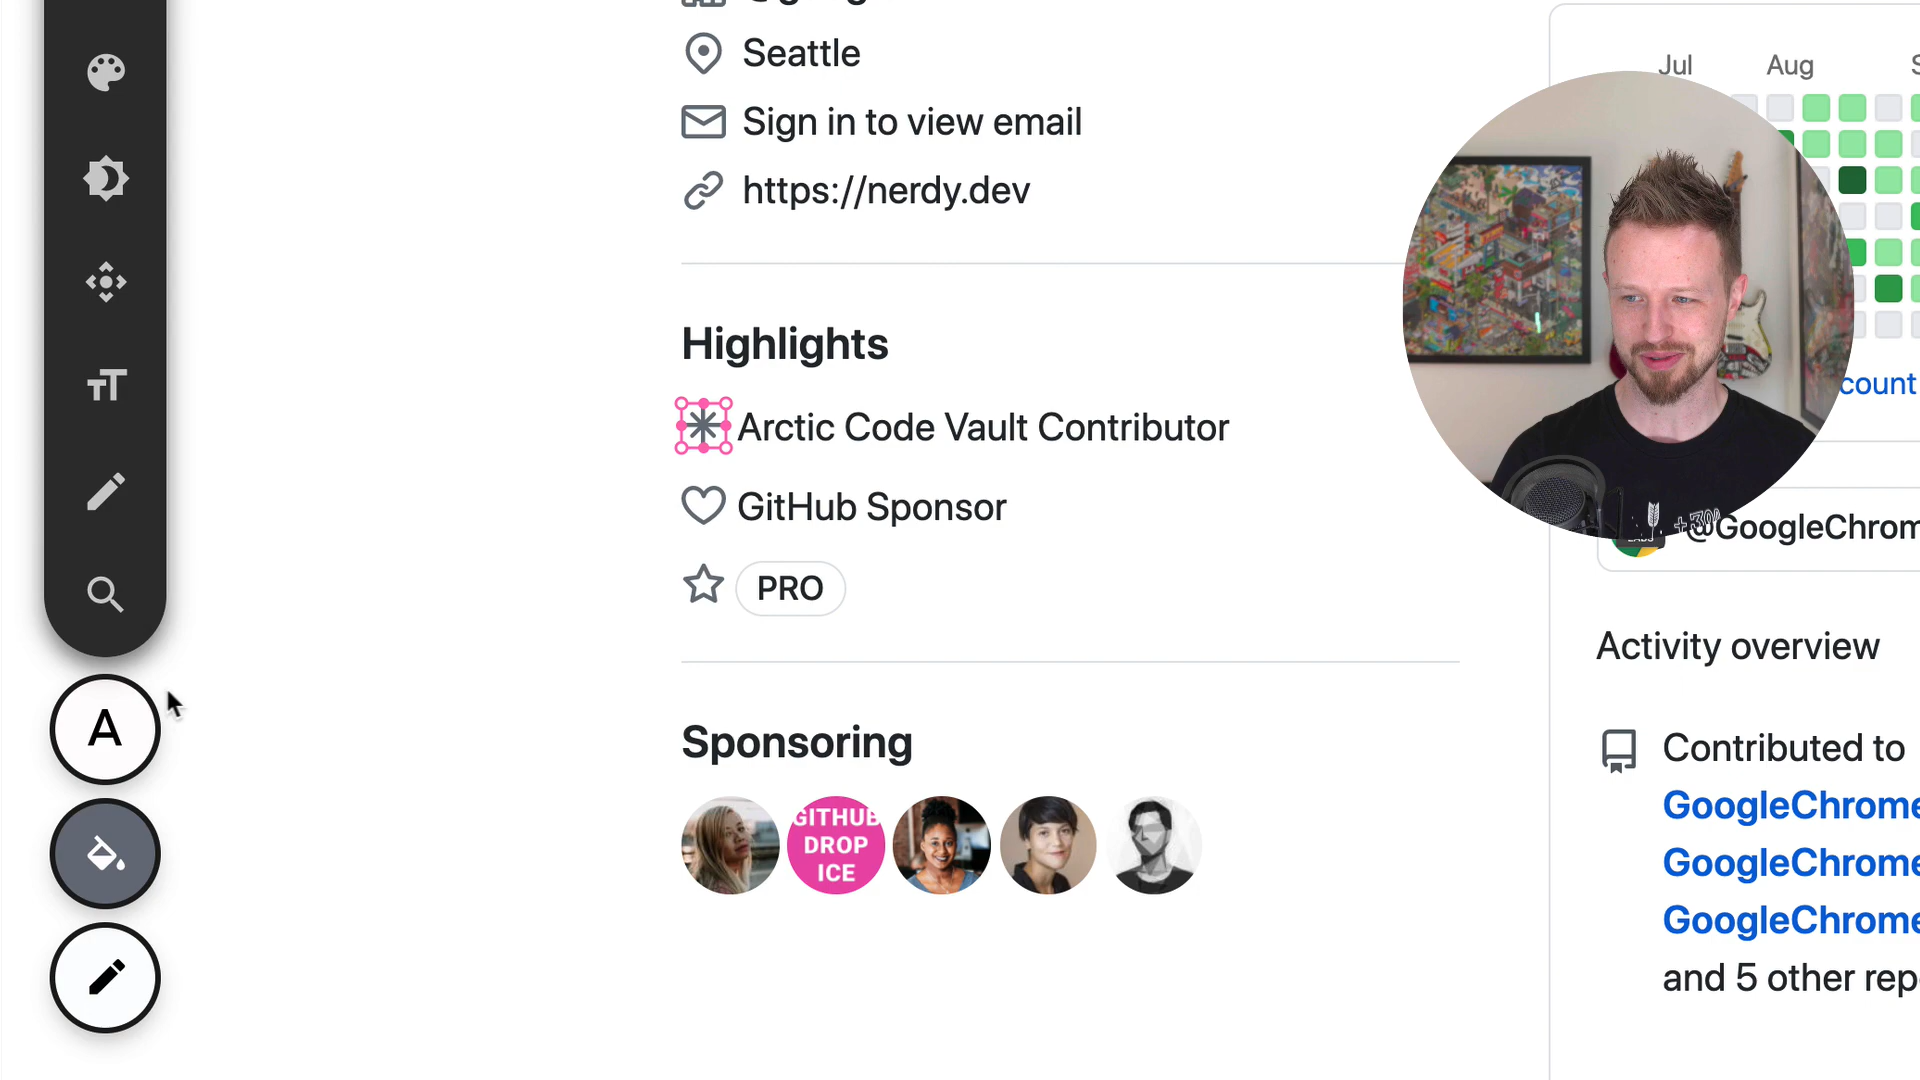 Seattle
Sign in to view email
https://nerdy.dev
Highlights
Arctic Code Vault Contributor
GitHub Sponsor
PRO
Sponsoring
GITHUB
DROP
ICE
A
Jul
Aug
count
@GoogleChrom
Activity overview
Contributed to
GoogleChrome
GoogleChrome
GoogleChrome
and 5 other rep